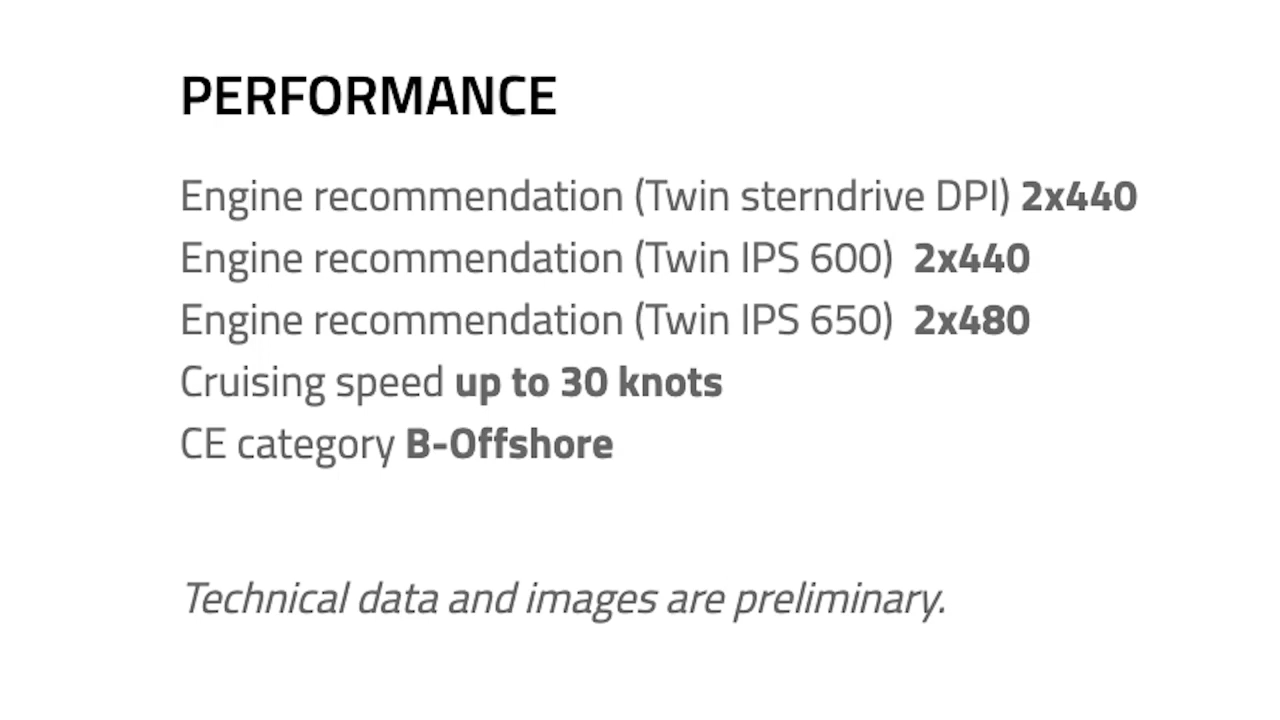 PERFORMANCE
Engine recommendation (Twin sterndrive DPI) 2x440
Engine recommendation (Twin IPS 600)  2x440
Engine recommendation (Twin IPS 650)  2x480
Cruising speed up to 30 knots
CE category B-Offshore
Technical data and images are preliminary.